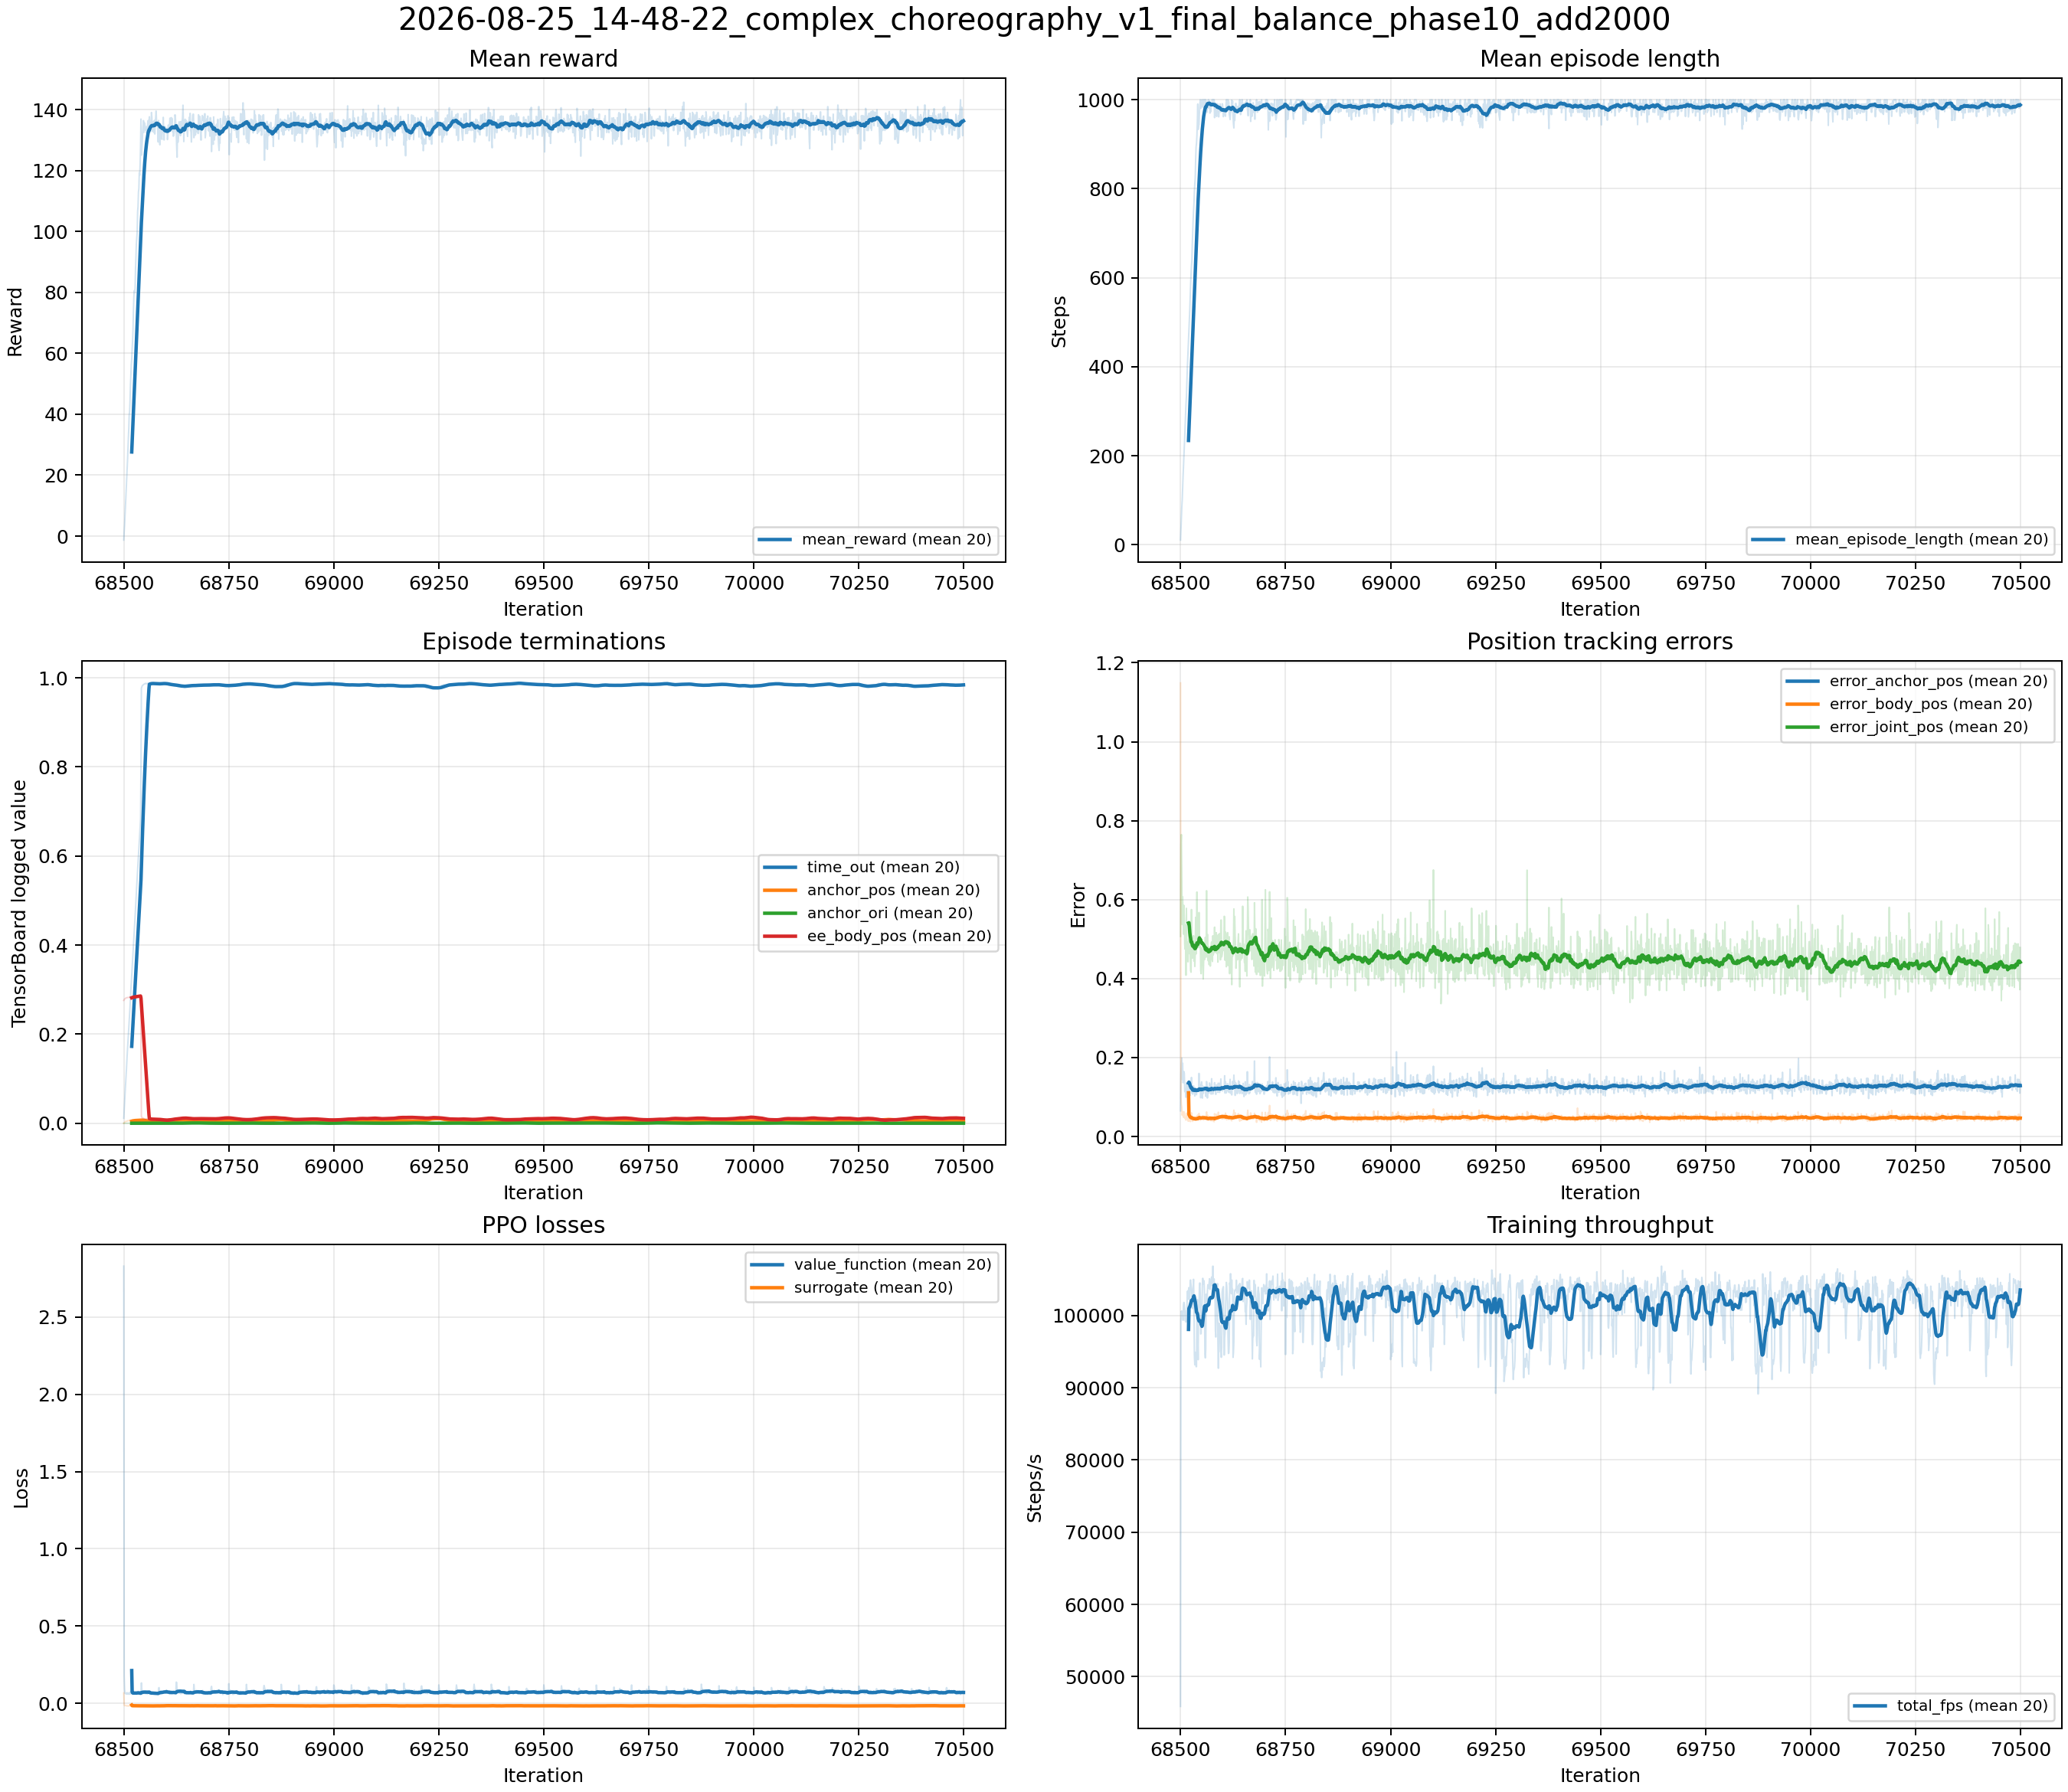 2026-08-25_14-48-22_complex_choreography_v1_final_balance_phase10_add2000
Mean reward
140
120
100
80
60
40
20
0
Reward
mean_reward (mean 20)
68500 68750 69000 69250 69500 69750 70000 70250 70500
Iteration
Mean episode length
1000
800
600
400
200
0
Steps
mean_episode_length (mean 20)
68500 68750 69000 69250 69500 69750 70000 70250 70500
Iteration
Episode terminations
1.0
0.8
0.6
0.4
0.2
0.0
TensorBoard logged value
time_out (mean 20)
anchor_pos (mean 20)
anchor_ori (mean 20)
ee_body_pos (mean 20)
68500 68750 69000 69250 69500 69750 70000 70250 70500
Iteration
Position tracking errors
1.2
1.0
0.8
0.6
0.4
0.2
0.0
Error
error_anchor_pos (mean 20)
error_body_pos (mean 20)
error_joint_pos (mean 20)
68500 68750 69000 69250 69500 69750 70000 70250 70500
Iteration
PPO losses
2.5
2.0
1.5
1.0
0.5
0.0
Loss
value_function (mean 20)
surrogate (mean 20)
68500 68750 69000 69250 69500 69750 70000 70250 70500
Iteration
Training throughput
100000
90000
80000
70000
60000
50000
Steps/s
total_fps (mean 20)
68500 68750 69000 69250 69500 69750 70000 70250 70500
Iteration